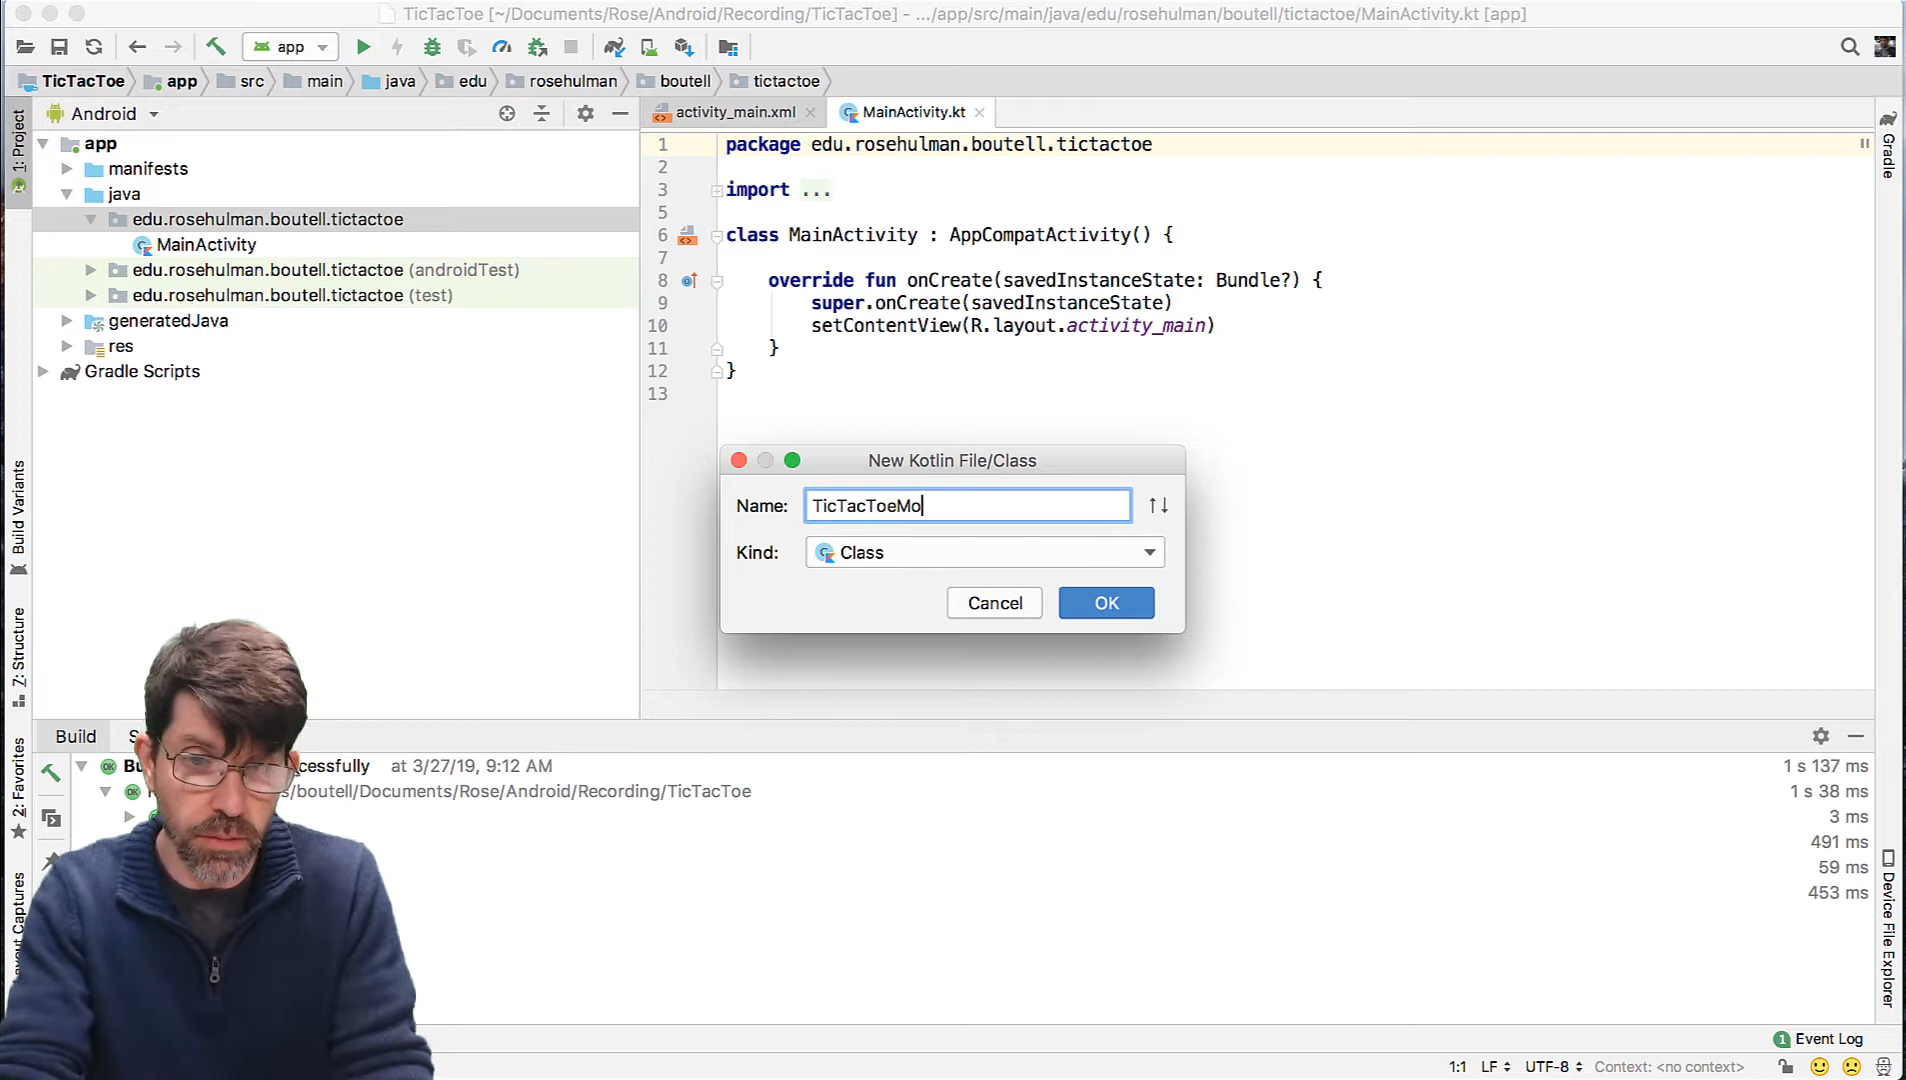 TicTacToe [~/Documents/Rose/Android/Recording/TicTacToe] - .../app/src/main/java/edu/rosehulman/boutell/tictactoe/MainActivity.kt [app]
app
TicTacToe app src main java edu rosehulman boutell tictactoe
Android
activity_main.xml MainActivity.kt
app
manifests
java
edu.rosehulman.boutell.tictactoe
MainActivity
edu.rosehulman.boutell.tictactoe (androidTest)
edu.rosehulman.boutell.tictactoe (test)
generatedJava
res
Gradle Scripts
1 package edu.rosehulman.boutell.tictactoe
2
3 import ...
5
6 class MainActivity : AppCompatActivity() {
7
8 override fun onCreate(savedInstanceState: Bundle?) {
9 super.onCreate(savedInstanceState)
10 setContentView(R.layout.activity_main)
11 }
12 }
13
New Kotlin File/Class
Name: TicTacToeMo
Kind: Class
Cancel OK
1: Project
Build Variants
Z: Structure
2: Favorites
Captures
Gradle
Device File Explorer
Build
cessfully at 3/27/19, 9:12 AM 1 s 137 ms
s/boutell/Documents/Rose/Android/Recording/TicTacToe 1 s 38 ms
3 ms
491 ms
59 ms
453 ms
1 Event Log
1:1 LF UTF-8 Context: <no context>